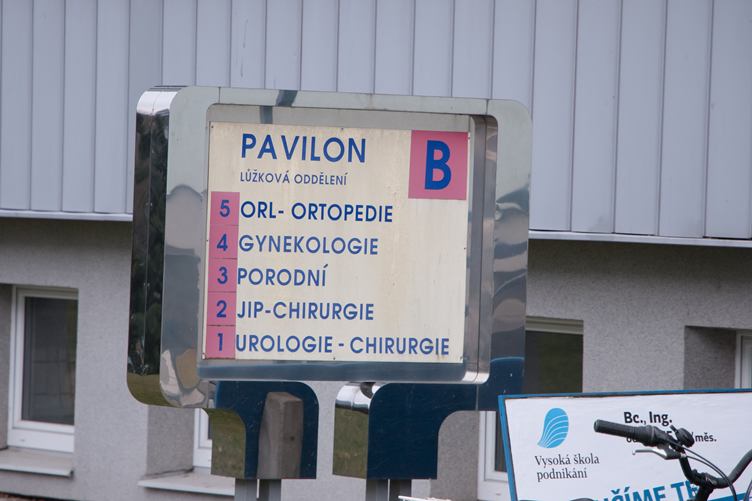 PAVILON B
LŮŽKOVÁ ODDĚLENÍ
5 ORL- ORTOPEDIE
4 GYNEKOLOGIE
3 PORODNÍ
2 JIP-CHIRURGIE
1 UROLOGIE - CHIRURGIE
Vysoká škola
podnikání
Bc., Ing.